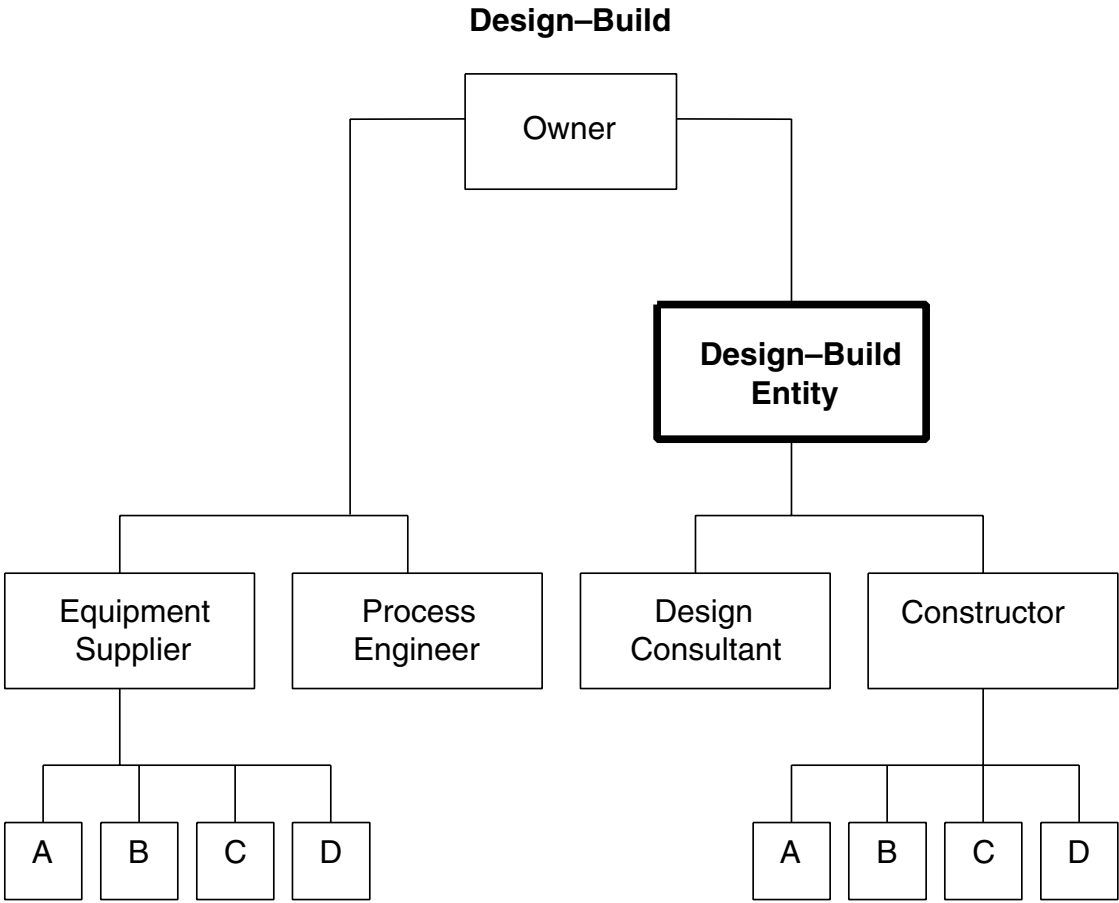 Design–Build
Owner
Design–Build
Entity
Equipment
Supplier
Process
Engineer
Design
Consultant
Constructor
A
B
C
D
A
B
C
D